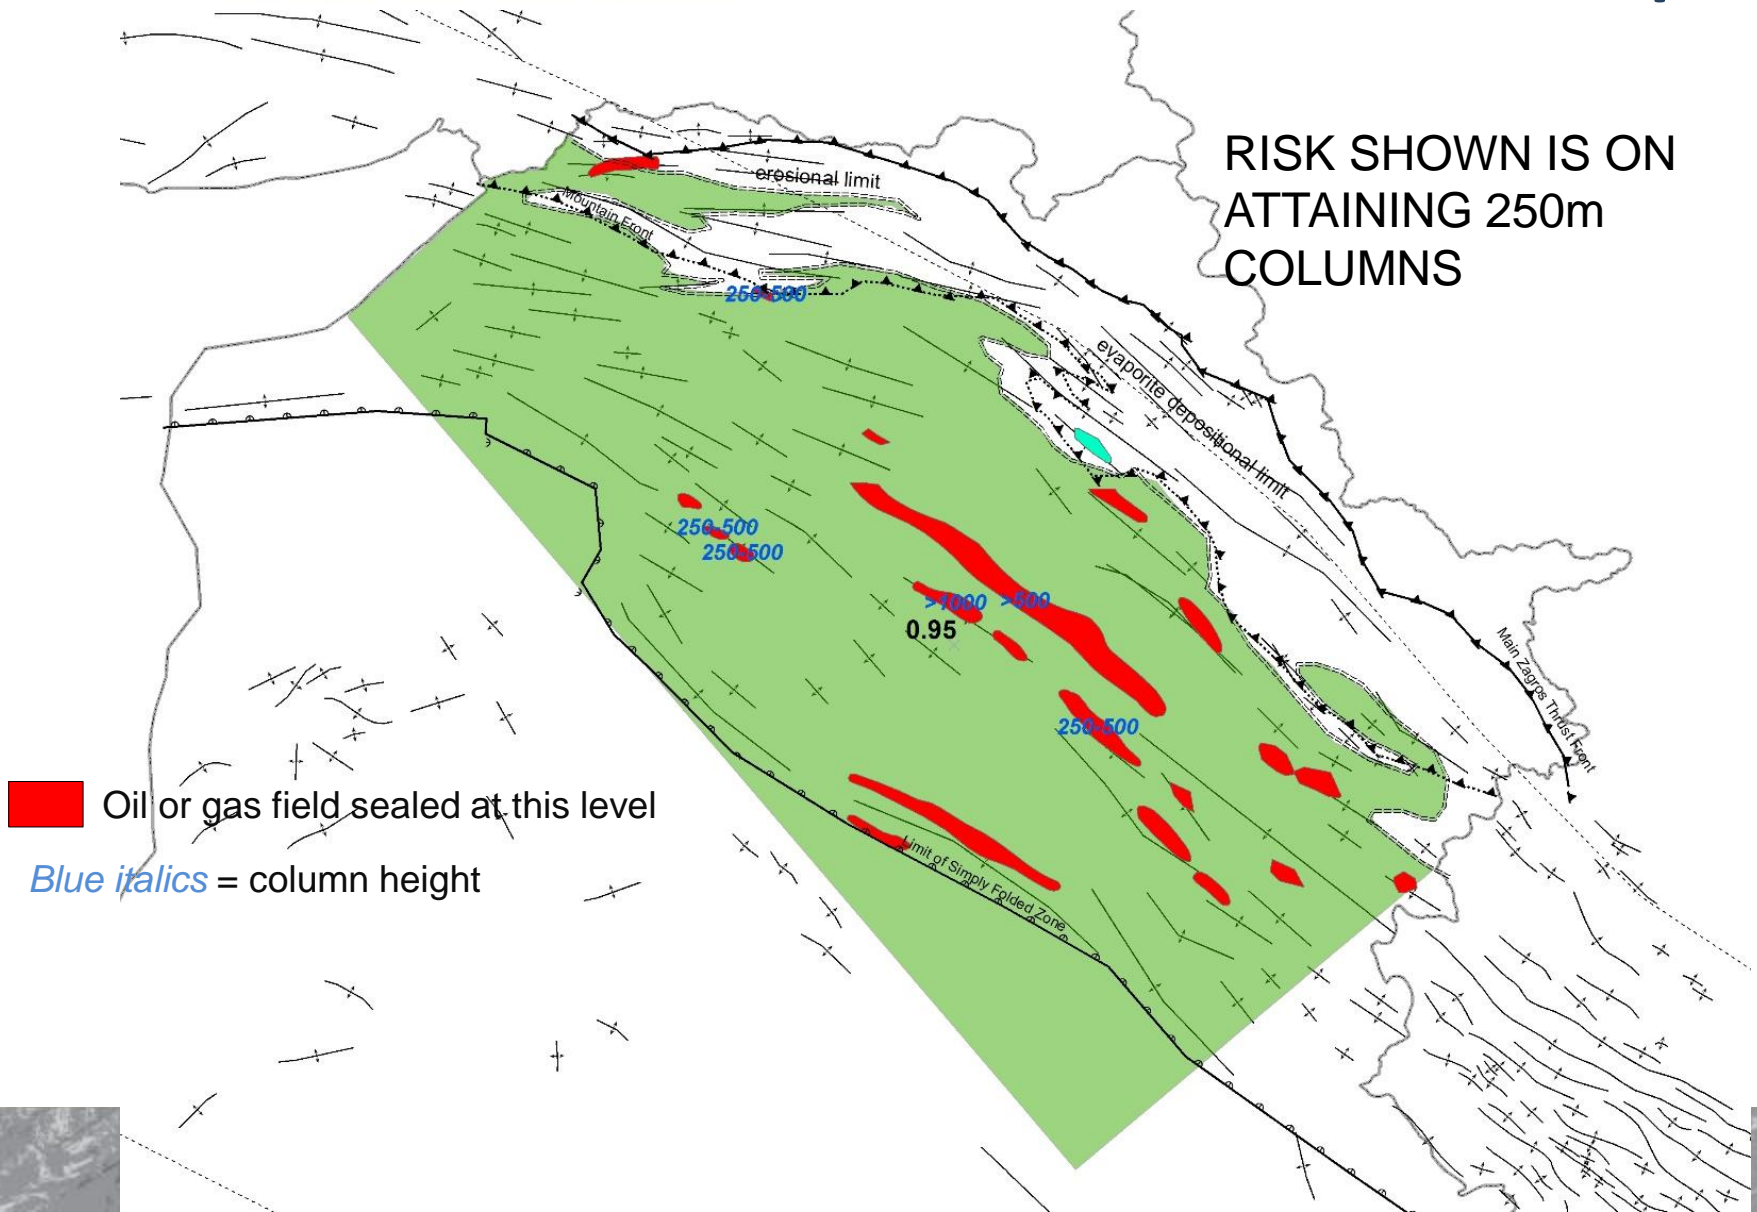 RISK SHOWN IS ON
ATTAINING 250m
COLUMNS
erosional limit
Mountain Front
250-500
evaporite depositional limit
250-500
250-500
>1000
>500
0.95
Main Zagros Thrust Front
250-500
Oil or gas field sealed at this level
Limit of Simply Folded Zone
Blue italics = column height